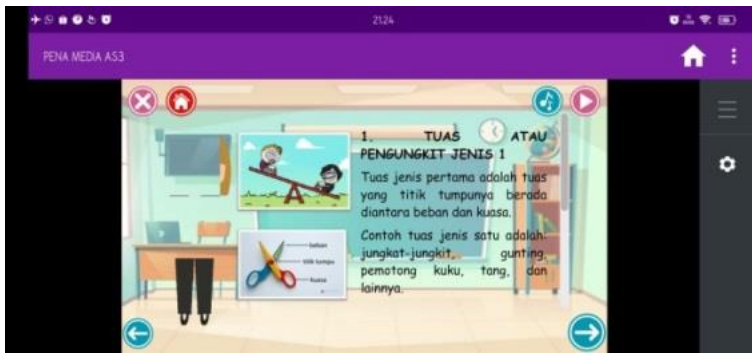 21.24
PENA MEDIA AS3
1. TUAS ATAU
PENGUNGKIT JENIS 1
Tuas jenis pertama adalah tuas
yang titik tumpunya berada
diantara beban dan kuasa.
Contoh tuas jenis satu adalah:
jungkat-jungkit, gunting,
pemotong kuku, tang, dan
lainnya.
beban
titik tumpu
kuasa